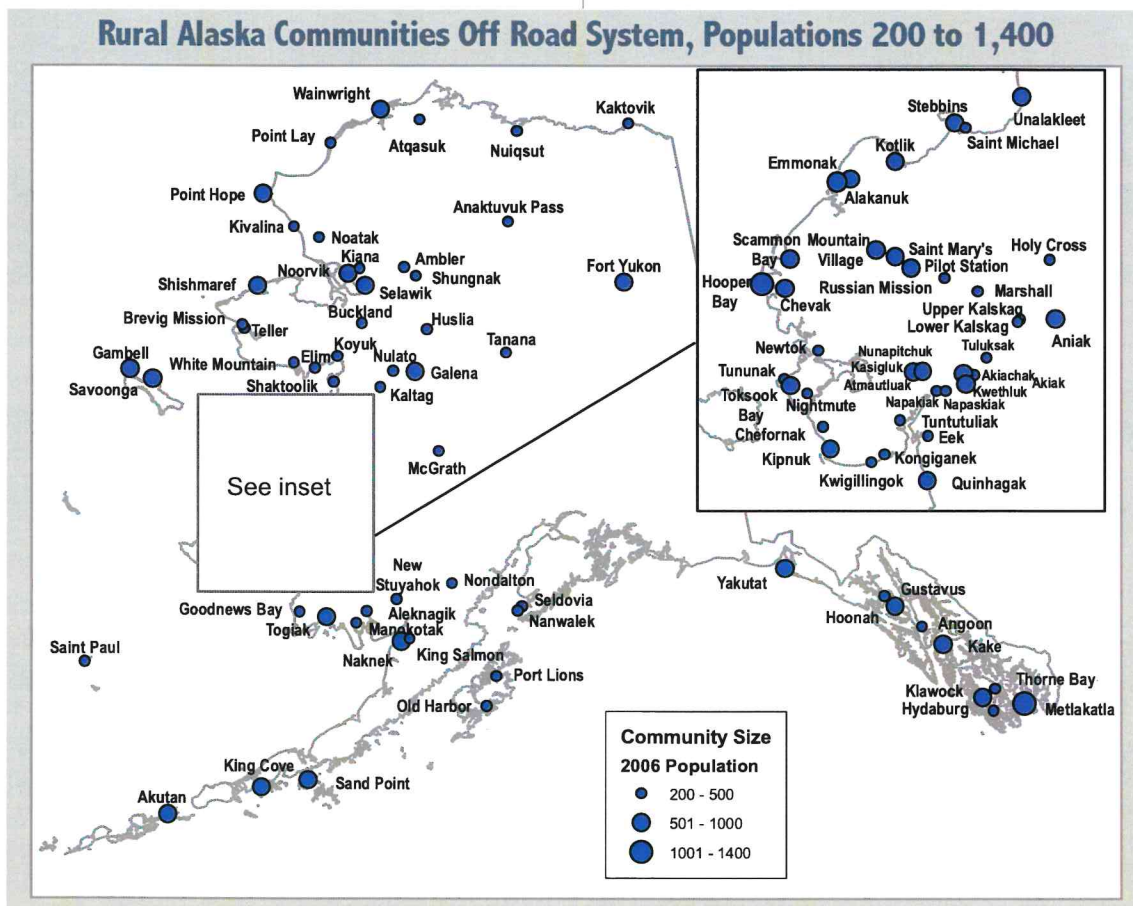 Rural Alaska Communities Off Road System, Populations 200 to 1,400
Wainwright
Point Lay
Atqasuk
Nuiqsut
Kaktovik
Point Hope
Kivalina
Noatak
Anaktuvuk Pass
Kiana
Noorvik
Ambler
Shungnak
Fort Yukon
Shishmaref
Selawik
Buckland
Huslia
Brevig Mission
Teller
Koyuk
Tanana
Gambell
White Mountain
Elim
Nulato
Galena
Savoonga
Shaktoolik
Kaltag
McGrath
See inset
Stebbins
Unalakleet
Saint Michael
Kotlik
Emmonak
Alakanuk
Scammon
Bay
Mountain
Village
Saint Mary's
Pilot Station
Holy Cross
Hooper
Bay
Chevak
Russian Mission
Marshall
Upper Kalskag
Lower Kalskag
Aniak
Newtok
Nunapitchuk
Kasigluk
Tuluksak
Tununak
Atmautluak
Akiachak
Akiak
Kwethluk
Toksook
Bay
Nightmute
Napakiak
Napaskiak
Tuntutuliak
Chefornak
Eek
Kipnuk
Kongiganek
Kwigillingok
Quinhagak
New
Stuyahok
Nondalton
Goodnews Bay
Aleknagik
Seldovia
Nanwalek
Togiak
Manokotak
Saint Paul
Naknek
King Salmon
Port Lions
Old Harbor
Yakutat
Gustavus
Hoonah
Angoon
Kake
Thorne Bay
Klawock
Hydaburg
Metlakatla
King Cove
Sand Point
Akutan
Community Size
2006 Population
200 - 500
501 - 1000
1001 - 1400